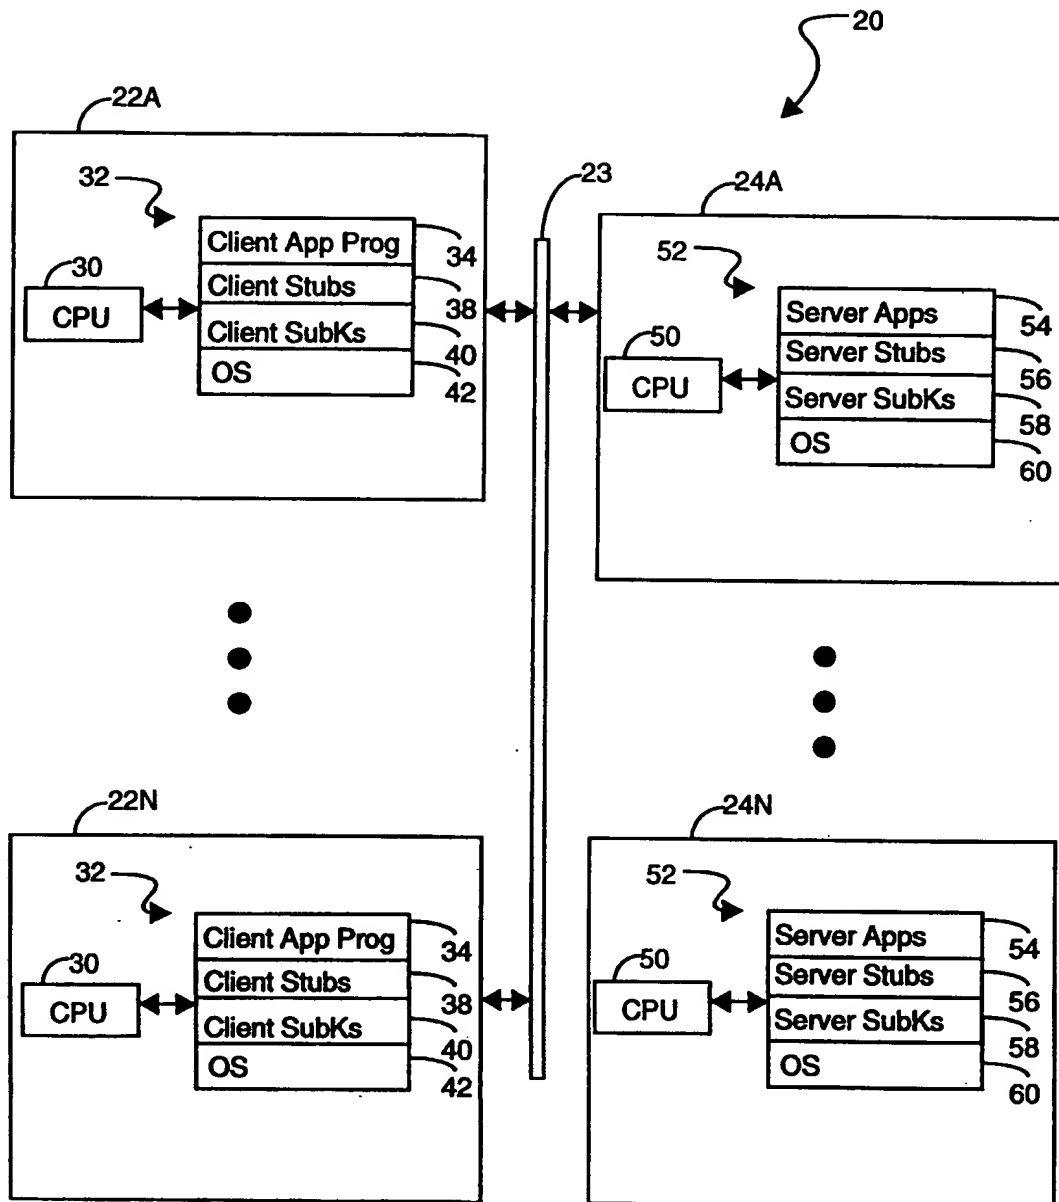 20
22A
32
Client App Prog
34
30
CPU
Client Stubs
38
Client SubKs
40
OS
42
23
24A
52
Server Apps
54
50
CPU
Server Stubs
56
Server SubKs
58
OS
60
22N
32
Client App Prog
34
30
CPU
Client Stubs
38
Client SubKs
40
OS
42
24N
52
Server Apps
54
50
CPU
Server Stubs
56
Server SubKs
58
OS
60